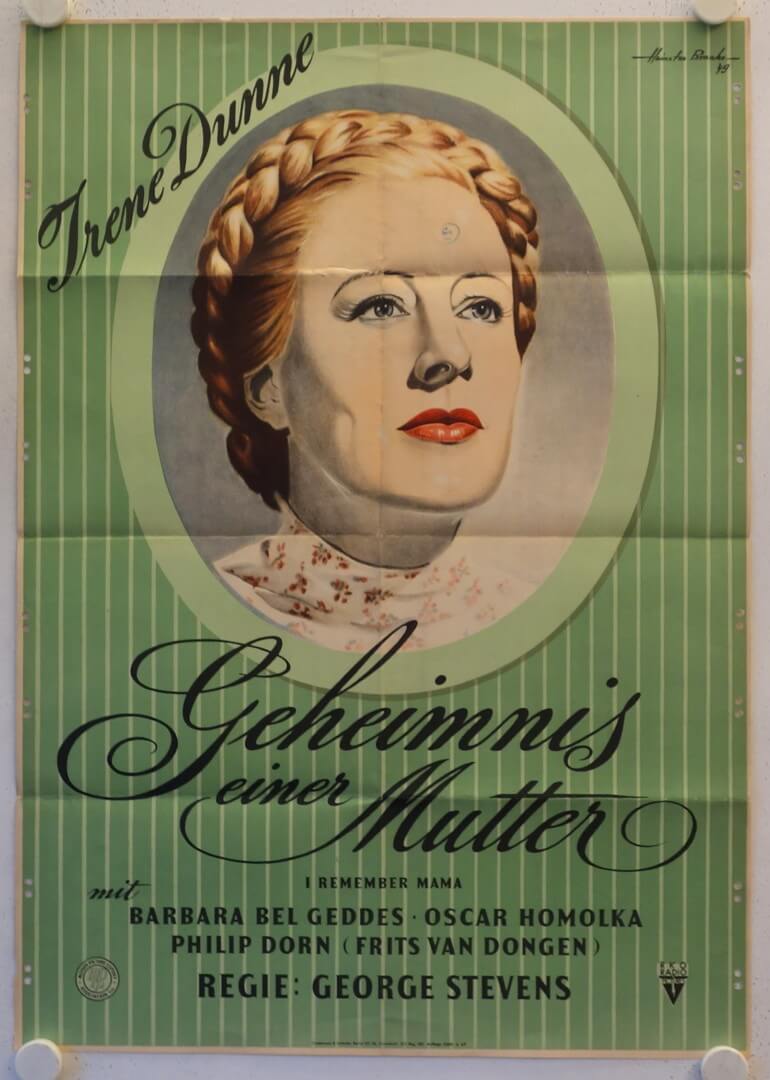 Irene Dunne
49
Geheimnis
einer Mutter
I REMEMBER MAMA
mit
BARBARA BEL GEDDES · OSCAR HOMOLKA
PHILIP DORN (FRITS VAN DONGEN)
REGIE: GEORGE STEVENS
RKO
RADIO